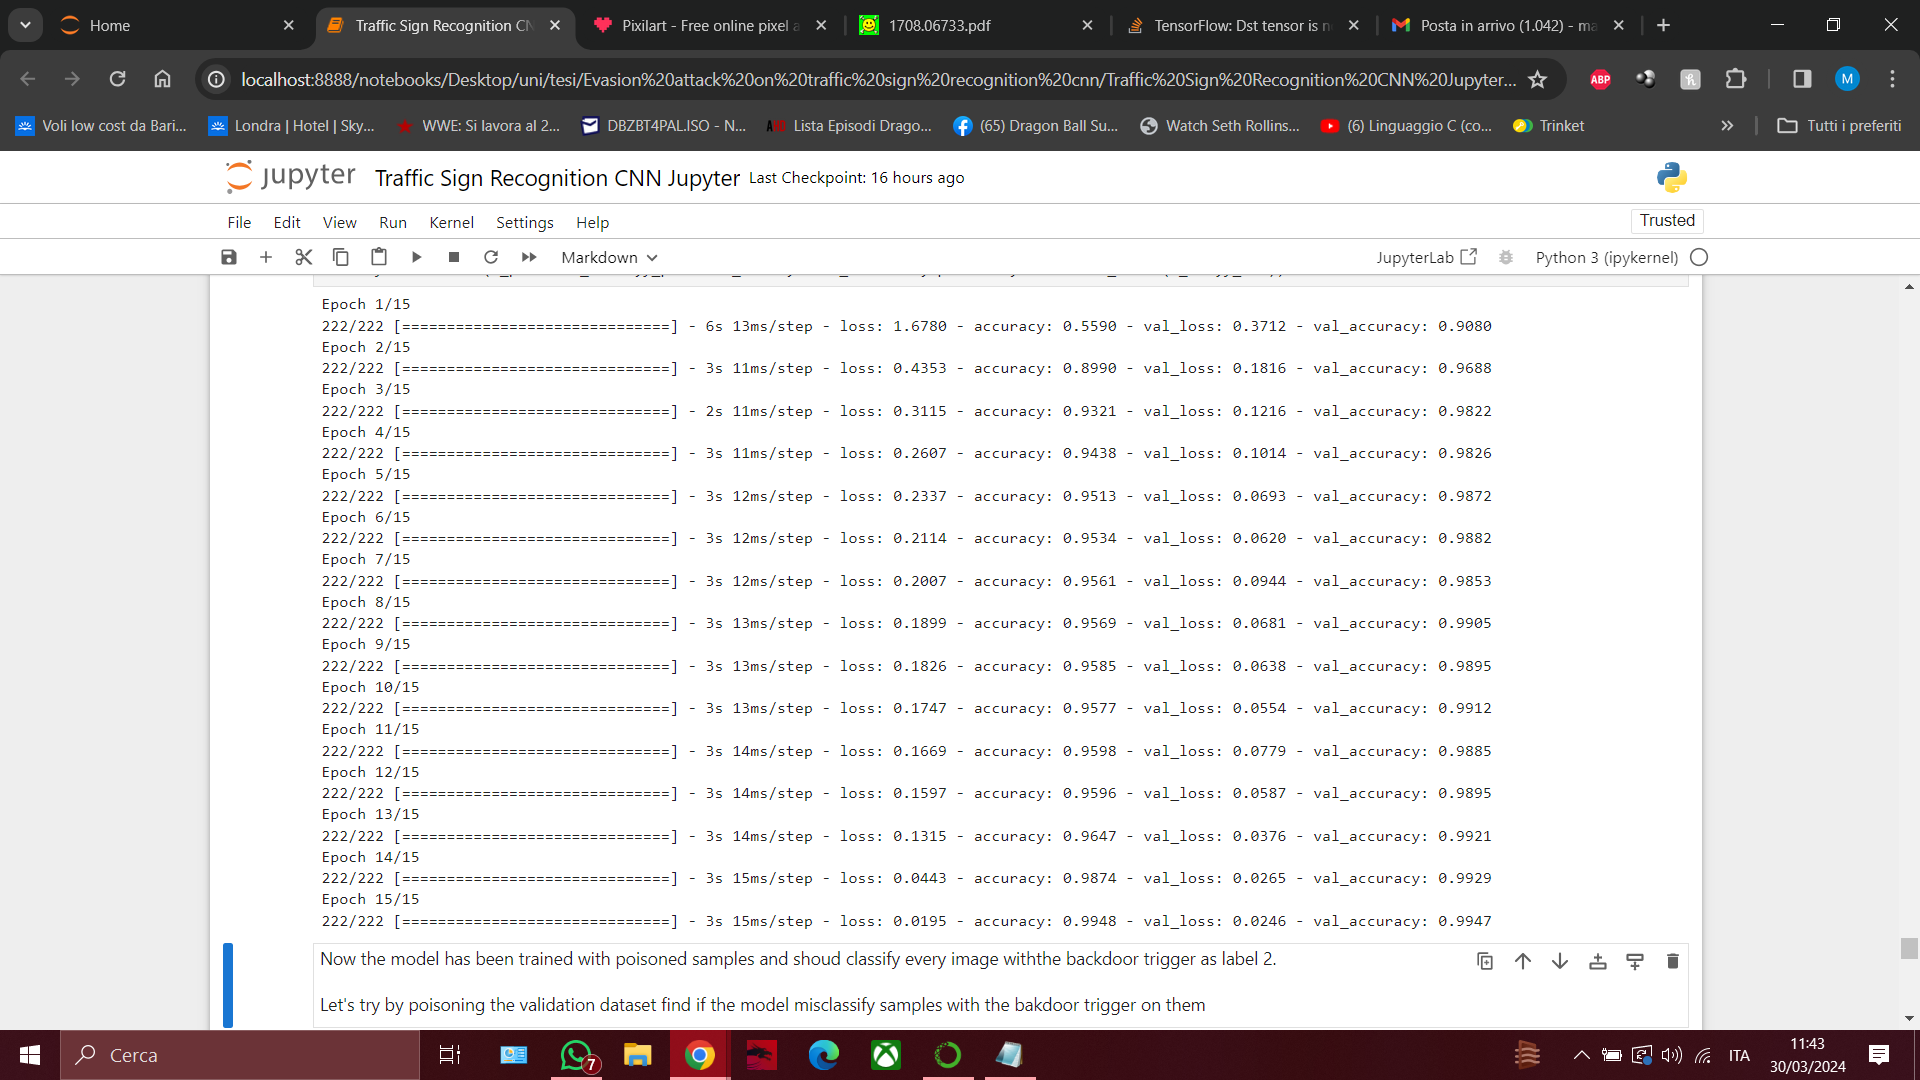 Home
Traffic Sign Recognition CN
Pixilart - Free online pixel a
1708.06733.pdf
TensorFlow: Dst tensor is n
Posta in arrivo (1.042) - ma
localhost:8888/notebooks/Desktop/uni/tesi/Evasion%20attack%20on%20traffic%20sign%20recognition%20cnn/Traffic%20Sign%20Recognition%20CNN%20Jupyter...
ABP
M
Voli low cost da Bari...
Londra | Hotel | Sky...
WWE: Si lavora al 2...
DBZBT4PAL.ISO - N...
Lista Episodi Drago...
(65) Dragon Ball Su...
Watch Seth Rollins...
(6) Linguaggio C (co...
Trinket
Tutti i preferiti
jupyter
Traffic Sign Recognition CNN Jupyter Last Checkpoint: 16 hours ago
File Edit View Run Kernel Settings Help
Trusted
Markdown
JupyterLab
Python 3 (ipykernel)
Epoch 1/15
222/222 [==============================] - 6s 13ms/step - loss: 1.6780 - accuracy: 0.5590 - val_loss: 0.3712 - val_accuracy: 0.9080
Epoch 2/15
222/222 [==============================] - 3s 11ms/step - loss: 0.4353 - accuracy: 0.8990 - val_loss: 0.1816 - val_accuracy: 0.9688
Epoch 3/15
222/222 [==============================] - 2s 11ms/step - loss: 0.3115 - accuracy: 0.9321 - val_loss: 0.1216 - val_accuracy: 0.9822
Epoch 4/15
222/222 [==============================] - 3s 11ms/step - loss: 0.2607 - accuracy: 0.9438 - val_loss: 0.1014 - val_accuracy: 0.9826
Epoch 5/15
222/222 [==============================] - 3s 12ms/step - loss: 0.2337 - accuracy: 0.9513 - val_loss: 0.0693 - val_accuracy: 0.9872
Epoch 6/15
222/222 [==============================] - 3s 12ms/step - loss: 0.2114 - accuracy: 0.9534 - val_loss: 0.0620 - val_accuracy: 0.9882
Epoch 7/15
222/222 [==============================] - 3s 12ms/step - loss: 0.2007 - accuracy: 0.9561 - val_loss: 0.0944 - val_accuracy: 0.9853
Epoch 8/15
222/222 [==============================] - 3s 13ms/step - loss: 0.1899 - accuracy: 0.9569 - val_loss: 0.0681 - val_accuracy: 0.9905
Epoch 9/15
222/222 [==============================] - 3s 13ms/step - loss: 0.1826 - accuracy: 0.9585 - val_loss: 0.0638 - val_accuracy: 0.9895
Epoch 10/15
222/222 [==============================] - 3s 13ms/step - loss: 0.1747 - accuracy: 0.9577 - val_loss: 0.0554 - val_accuracy: 0.9912
Epoch 11/15
222/222 [==============================] - 3s 14ms/step - loss: 0.1669 - accuracy: 0.9598 - val_loss: 0.0779 - val_accuracy: 0.9885
Epoch 12/15
222/222 [==============================] - 3s 14ms/step - loss: 0.1597 - accuracy: 0.9596 - val_loss: 0.0587 - val_accuracy: 0.9895
Epoch 13/15
222/222 [==============================] - 3s 14ms/step - loss: 0.1315 - accuracy: 0.9647 - val_loss: 0.0376 - val_accuracy: 0.9921
Epoch 14/15
222/222 [==============================] - 3s 15ms/step - loss: 0.0443 - accuracy: 0.9874 - val_loss: 0.0265 - val_accuracy: 0.9929
Epoch 15/15
222/222 [==============================] - 3s 15ms/step - loss: 0.0195 - accuracy: 0.9948 - val_loss: 0.0246 - val_accuracy: 0.9947
Now the model has been trained with poisoned samples and shoud classify every image withthe backdoor trigger as label 2.
Let's try by poisoning the validation dataset find if the model misclassify samples with the bakdoor trigger on them
Cerca
7
ITA
11:43
30/03/2024